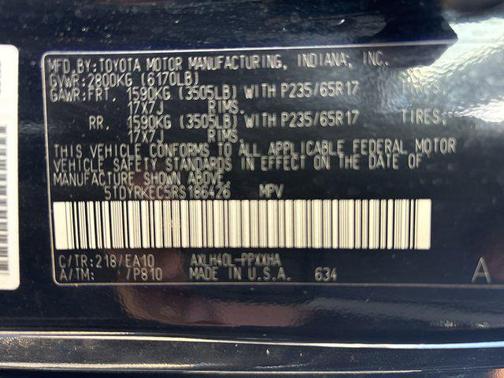 MFD.BY:TOYOTA MOTOR MANUFACTURING, INDIANA, INC.
GVWR:2800KG (6170LB)
GAWR:FRT. 1590KG (3505LB) WITH P235/65R17 TIRES,
17X7J RIMS,
RR. 1590KG (3505LB) WITH P235/65R17 TIRES,
17X7J RIMS.
THIS VEHICLE CONFORMS TO ALL APPLICABLE FEDERAL MOTOR
VEHICLE SAFETY STANDARDS IN EFFECT ON THE DATE OF
MANUFACTURE SHOWN ABOVE.
5TDYRKEC5RS186426 MPV
C/TR:218/EA10 AXLH40L-PPXXHA
A/TM: /P810 MADE IN U.S.A. 634
A